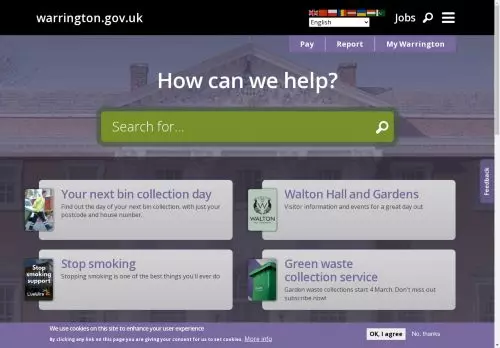 warrington.gov.uk
English
Jobs
Pay
Report
My Warrington
How can we help?
Search for...
Feedback
Your next bin collection day
Find out the day of your next bin collection, with just your
postcode and house number.
Walton Hall and Gardens
Visitor information and events for a great day out
WALTON
Stop smoking
Stopping smoking is one of the best things you'll ever do
Stop
smoking
support
LiveWire
Green waste
collection service
Garden waste collections start 4 March. Don't miss out
subscribe now!
We use cookies on this site to enhance your user experience
By clicking any link on this page you are giving your consent for us to set cookies. More info
OK, I agree
No, thanks